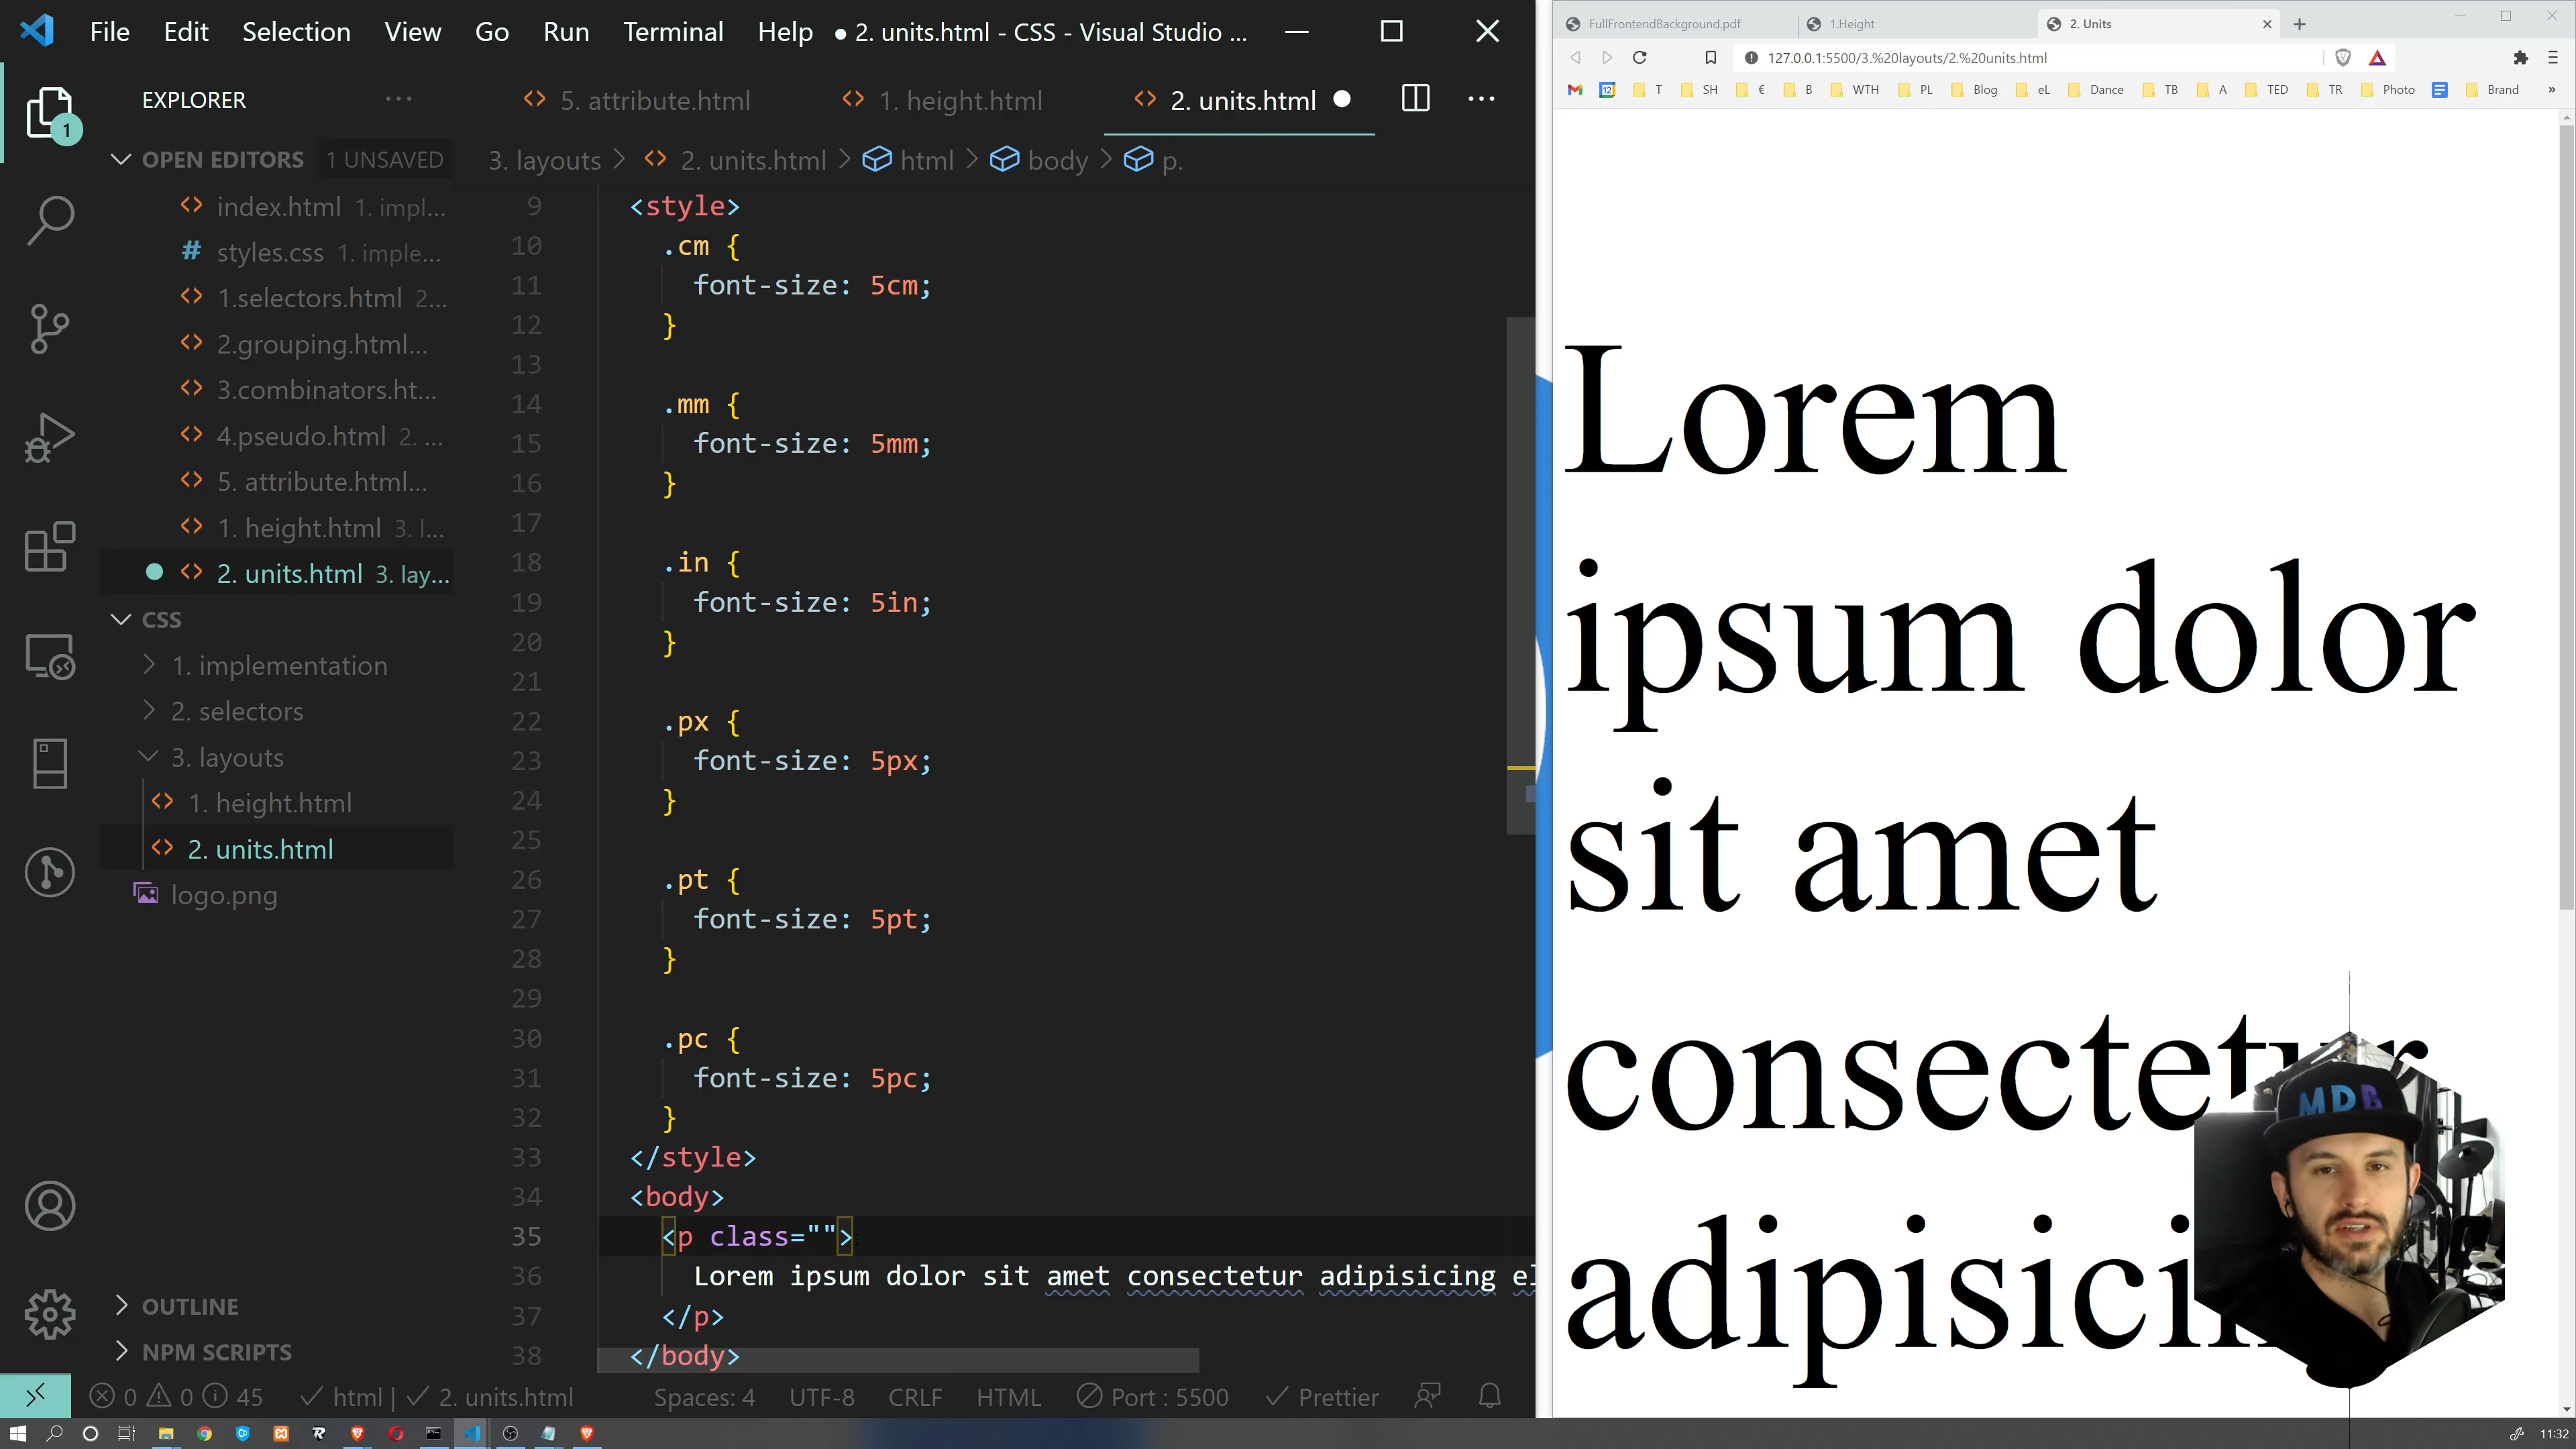 File Edit Selection View Go Run Terminal Help
● 2. units.html - CSS - Visual Studio ...
EXPLORER
OPEN EDITORS 1 UNSAVED
index.html 1. impl...
styles.css 1. imple...
1.selectors.html 2...
2.grouping.html...
3.combinators.ht...
4.pseudo.html 2. ...
5. attribute.html...
1. height.html 3. l...
2. units.html 3. lay...
CSS
1. implementation
2. selectors
3. layouts
1. height.html
2. units.html
logo.png
OUTLINE
NPM SCRIPTS
1
5. attribute.html
1. height.html
2. units.html
3. layouts > 2. units.html > html > body > p.
9 <style>
10 .cm {
11 font-size: 5cm;
12 }
13
14 .mm {
15 font-size: 5mm;
16 }
17
18 .in {
19 font-size: 5in;
20 }
21
22 .px {
23 font-size: 5px;
24 }
25
26 .pt {
27 font-size: 5pt;
28 }
29
30 .pc {
31 font-size: 5pc;
32 }
33 </style>
34 <body>
35 <p class="">
36 Lorem ipsum dolor sit amet consectetur adipisicing el
37 </p>
38 </body>
0 0 45 html | 2. units.html Spaces: 4 UTF-8 CRLF HTML Port : 5500 Prettier
FullFrontendBackground.pdf
1.Height
2. Units
127.0.0.1:5500/3.%20layouts/2.%20units.html
12 T SH € B WTH PL Blog eL Dance TB A TED TR Photo Brand »
Lorem
ipsum dolor
sit amet
consectetur
adipisicin
MDB
11:32